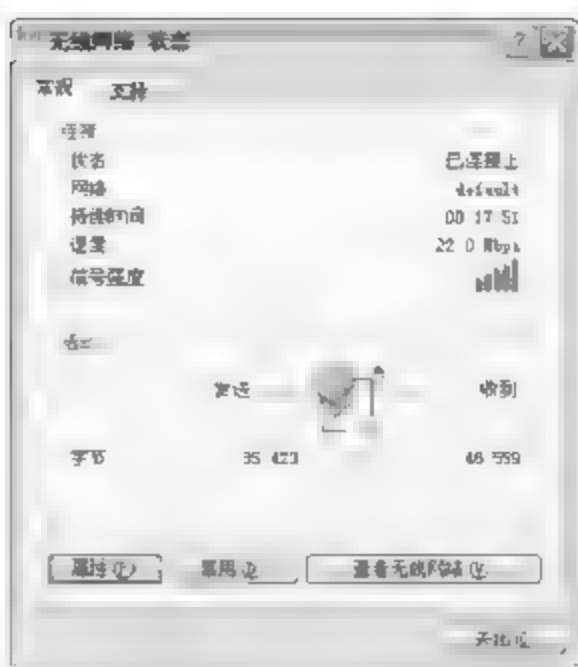 无线网络 状态
常规 支持
连接
状态 已连接上
网络 default
持续时间 00:17:51
速度 22.0 Mbps
信号强度
活动
发送 收到
字节 35,423 46,559
属性(P) 禁用(D) 查看无线网络(V)
关闭(C)